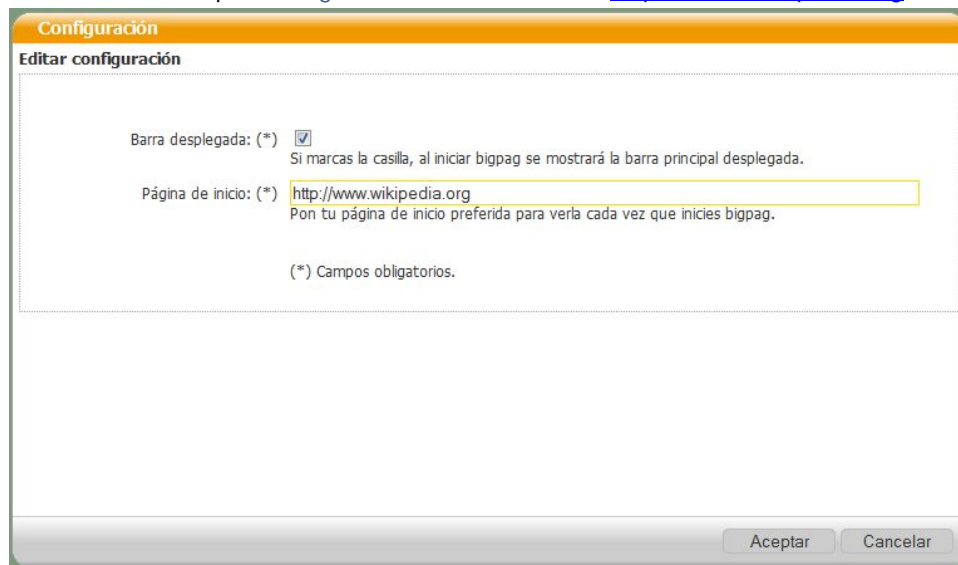 Configuración
Editar configuración
Barra desplegada: (*)
Si marcas la casilla, al iniciar bigpag se mostrará la barra principal desplegada.
Página de inicio: (*) http://www.wikipedia.org
Pon tu página de inicio preferida para verla cada vez que inicies bigpag.
(*) Campos obligatorios.
Aceptar Cancelar